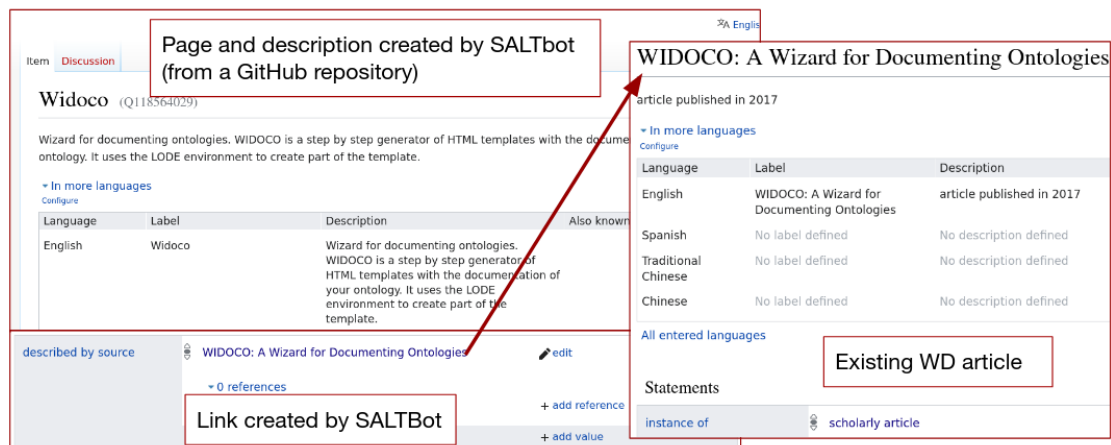 English
Item Discussion
Page and description created by SALTbot
(from a GitHub repository)
Widoco (Q118564029)
Wizard for documenting ontologies. WIDOCO is a step by step generator of HTML templates with the
ontology. It uses the LODE environment to create part of the template.
In more languages
Configure
Language Label Description Also known
English Widoco Wizard for documenting ontologies.
WIDOCO is a step by step generator of
HTML templates with the documentation of
your ontology. It uses the LODE
environment to create part of the
template.
described by source WIDOCO: A Wizard for Documenting Ontologies edit
0 references
+ add reference
Link created by SALTBot
+ add value
WIDOCO: A Wizard for Documenting Ontologies
article published in 2017
In more languages
Configure
Language Label Description
English WIDOCO: A Wizard for article published in 2017
Documenting Ontologies
Spanish No label defined No description defined
Traditional No label defined No description defined
Chinese
Chinese No label defined No description defined
All entered languages
Existing WD article
Statements
instance of scholarly article